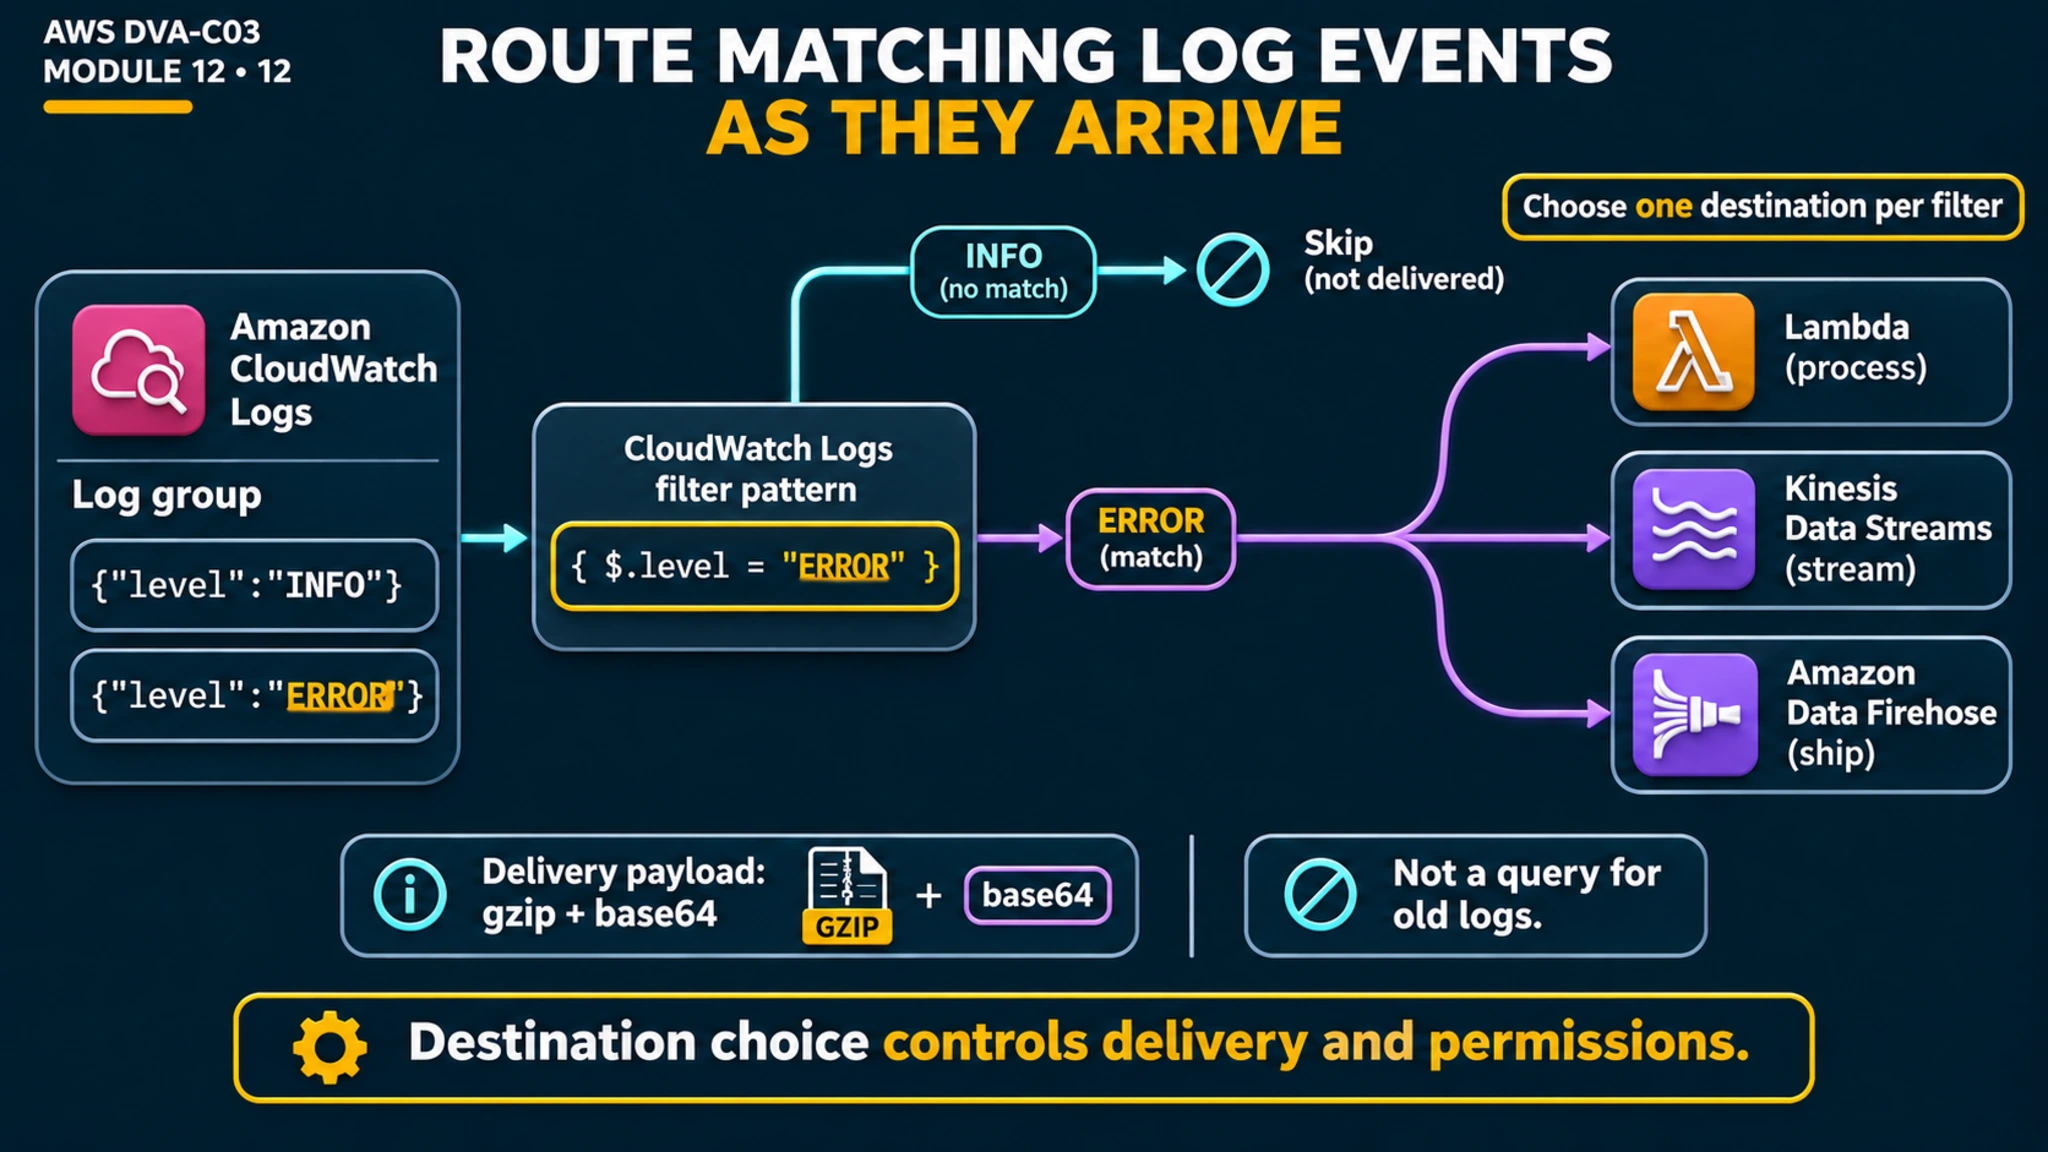 AWS DVA-C03
MODULE 12 • 12
ROUTE MATCHING LOG EVENTS
AS THEY ARRIVE
Choose one destination per filter
INFO
(no match)
Skip
(not delivered)
Amazon
CloudWatch
Logs
Log group
{"level":"INFO"}
{"level":"ERROR"}
CloudWatch Logs
filter pattern
{ $.level = "ERROR" }
ERROR
(match)
Lambda
(process)
Kinesis
Data Streams
(stream)
Amazon
Data Firehose
(ship)
Delivery payload:
gzip + base64
GZIP
+
base64
Not a query for
old logs.
Destination choice controls delivery and permissions.